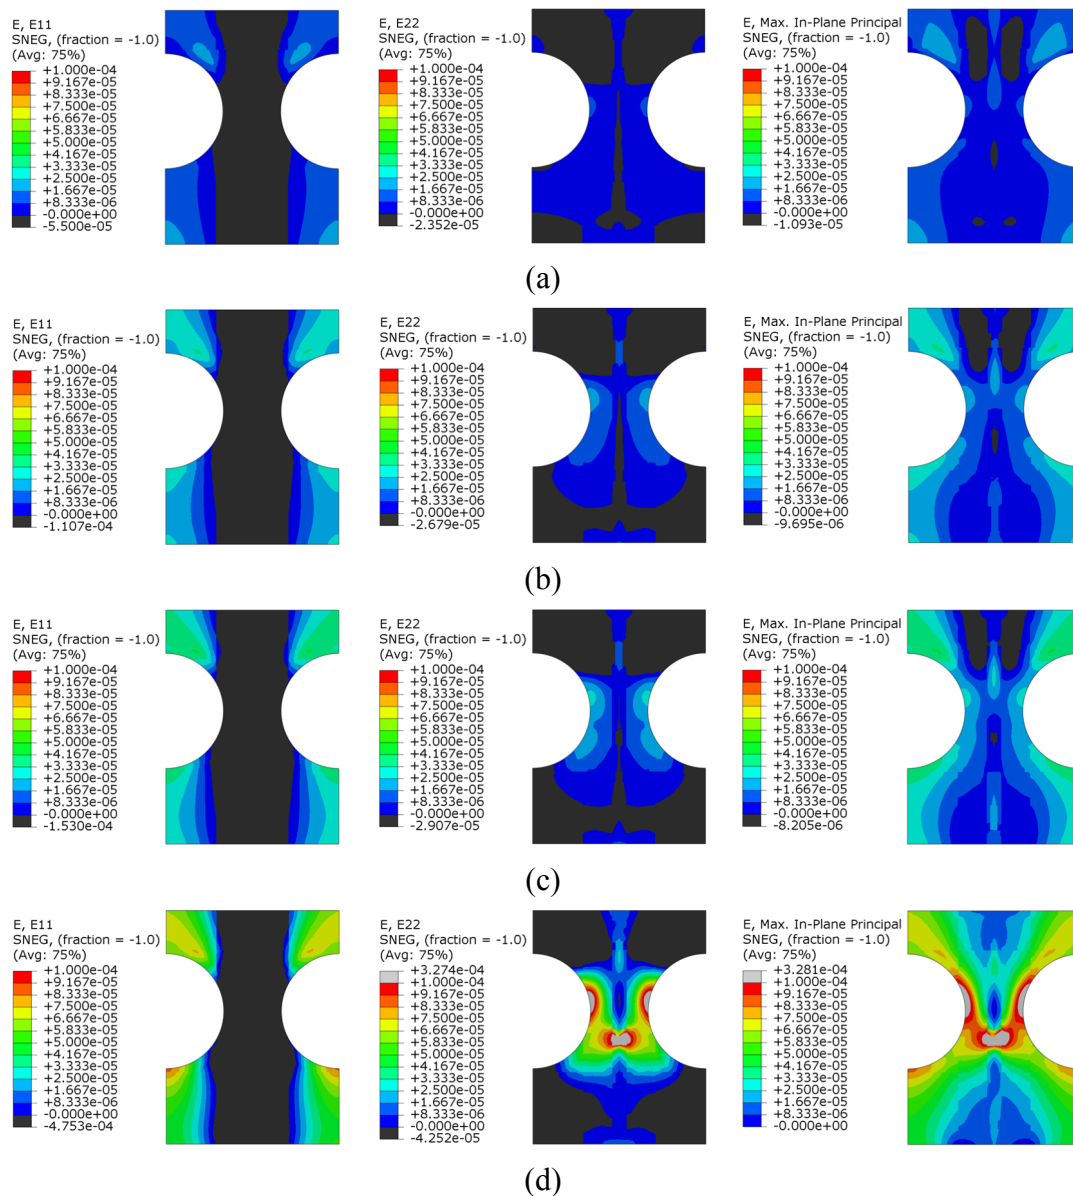 E, E11
SNEG, (fraction = -1.0)
(Avg: 75%)
+1.000e-04
+9.167e-05
+8.333e-05
+7.500e-05
+6.667e-05
+5.833e-05
+5.000e-05
+4.167e-05
+3.333e-05
+2.500e-05
+1.667e-05
+8.333e-06
-0.000e+00
-5.500e-05
E, E22
SNEG, (fraction = -1.0)
(Avg: 75%)
+1.000e-04
+9.167e-05
+8.333e-05
+7.500e-05
+6.667e-05
+5.833e-05
+5.000e-05
+4.167e-05
+3.333e-05
+2.500e-05
+1.667e-05
+8.333e-06
-0.000e+00
-2.352e-05
E, Max. In-Plane Principal
SNEG, (fraction = -1.0)
(Avg: 75%)
+1.000e-04
+9.167e-05
+8.333e-05
+7.500e-05
+6.667e-05
+5.833e-05
+5.000e-05
+4.167e-05
+3.333e-05
+2.500e-05
+1.667e-05
+8.333e-06
-0.000e+00
-1.093e-05
(a)
E, E11
SNEG, (fraction = -1.0)
(Avg: 75%)
+1.000e-04
+9.167e-05
+8.333e-05
+7.500e-05
+6.667e-05
+5.833e-05
+5.000e-05
+4.167e-05
+3.333e-05
+2.500e-05
+1.667e-05
+8.333e-06
-0.000e+00
-1.107e-04
E, E22
SNEG, (fraction = -1.0)
(Avg: 75%)
+1.000e-04
+9.167e-05
+8.333e-05
+7.500e-05
+6.667e-05
+5.833e-05
+5.000e-05
+4.167e-05
+3.333e-05
+2.500e-05
+1.667e-05
+8.333e-06
-0.000e+00
-2.679e-05
E, Max. In-Plane Principal
SNEG, (fraction = -1.0)
(Avg: 75%)
+1.000e-04
+9.167e-05
+8.333e-05
+7.500e-05
+6.667e-05
+5.833e-05
+5.000e-05
+4.167e-05
+3.333e-05
+2.500e-05
+1.667e-05
+8.333e-06
-0.000e+00
-9.695e-06
(b)
E, E11
SNEG, (fraction = -1.0)
(Avg: 75%)
+1.000e-04
+9.167e-05
+8.333e-05
+7.500e-05
+6.667e-05
+5.833e-05
+5.000e-05
+4.167e-05
+3.333e-05
+2.500e-05
+1.667e-05
+8.333e-06
-0.000e+00
-1.530e-04
E, E22
SNEG, (fraction = -1.0)
(Avg: 75%)
+1.000e-04
+9.167e-05
+8.333e-05
+7.500e-05
+6.667e-05
+5.833e-05
+5.000e-05
+4.167e-05
+3.333e-05
+2.500e-05
+1.667e-05
+8.333e-06
-0.000e+00
-2.907e-05
E, Max. In-Plane Principal
SNEG, (fraction = -1.0)
(Avg: 75%)
+1.000e-04
+9.167e-05
+8.333e-05
+7.500e-05
+6.667e-05
+5.833e-05
+5.000e-05
+4.167e-05
+3.333e-05
+2.500e-05
+1.667e-05
+8.333e-06
-0.000e+00
-8.205e-06
(c)
E, E11
SNEG, (fraction = -1.0)
(Avg: 75%)
+1.000e-04
+9.167e-05
+8.333e-05
+7.500e-05
+6.667e-05
+5.833e-05
+5.000e-05
+4.167e-05
+3.333e-05
+2.500e-05
+1.667e-05
+8.333e-06
-0.000e+00
-4.753e-04
E, E22
SNEG, (fraction = -1.0)
(Avg: 75%)
+3.274e-04
+1.000e-04
+9.167e-05
+8.333e-05
+7.500e-05
+6.667e-05
+5.833e-05
+5.000e-05
+4.167e-05
+3.333e-05
+2.500e-05
+1.667e-05
+8.333e-06
-0.000e+00
-4.252e-05
E, Max. In-Plane Principal
SNEG, (fraction = -1.0)
(Avg: 75%)
+3.281e-04
+1.000e-04
+9.167e-05
+8.333e-05
+7.500e-05
+6.667e-05
+5.833e-05
+5.000e-05
+4.167e-05
+3.333e-05
+2.500e-05
+1.667e-05
+8.333e-06
-0.000e+00
(d)